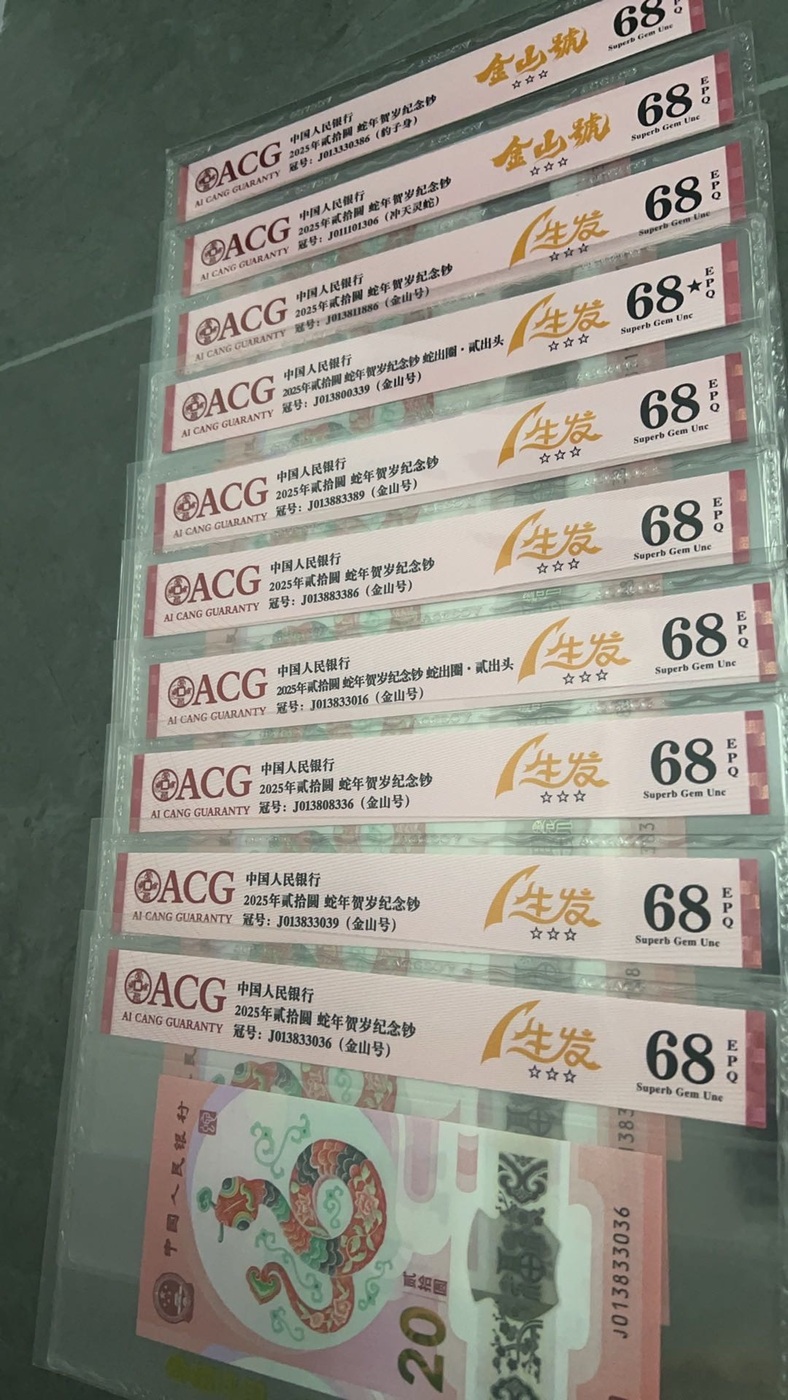 ACG
AI CANG GUARANTY
中国人民银行
2025年贰拾圆 蛇年贺岁纪念钞
冠号：J013330386（豹子身）
金山號
☆☆☆
68
EPQ
Superb Gem Unc
ACG
AI CANG GUARANTY
中国人民银行
2025年贰拾圆 蛇年贺岁纪念钞
冠号：J011101306（冲天灵蛇）
金山號
☆☆☆
68
EPQ
Superb Gem Unc
ACG
AI CANG GUARANTY
中国人民银行
2025年贰拾圆 蛇年贺岁纪念钞
冠号：J013811886（金山号）
一生发
☆☆☆
68
EPQ
Superb Gem Unc
ACG
AI CANG GUARANTY
中国人民银行
2025年贰拾圆 蛇年贺岁纪念钞 蛇出圈·贰出头
冠号：J013800339（金山号）
一生发
☆☆☆
68★
EPQ
Superb Gem Unc
ACG
AI CANG GUARANTY
中国人民银行
2025年贰拾圆 蛇年贺岁纪念钞
冠号：J013883389（金山号）
一生发
☆☆☆
68
EPQ
Superb Gem Unc
ACG
AI CANG GUARANTY
中国人民银行
2025年贰拾圆 蛇年贺岁纪念钞
冠号：J013883386（金山号）
一生发
☆☆☆
68
EPQ
Superb Gem Unc
ACG
AI CANG GUARANTY
中国人民银行
2025年贰拾圆 蛇年贺岁纪念钞 蛇出圈·贰出头
冠号：J013833016（金山号）
一生发
☆☆☆
68
EPQ
Superb Gem Unc
ACG
AI CANG GUARANTY
中国人民银行
2025年贰拾圆 蛇年贺岁纪念钞
冠号：J013808336（金山号）
一生发
☆☆☆
68
EPQ
Superb Gem Unc
ACG
AI CANG GUARANTY
中国人民银行
2025年贰拾圆 蛇年贺岁纪念钞
冠号：J013833039（金山号）
一生发
☆☆☆
68
EPQ
Superb Gem Unc
ACG
AI CANG GUARANTY
中国人民银行
2025年贰拾圆 蛇年贺岁纪念钞
冠号：J013833036（金山号）
一生发
☆☆☆
68
EPQ
Superb Gem Unc
中国人民银行
贰拾圆
20
J013833036